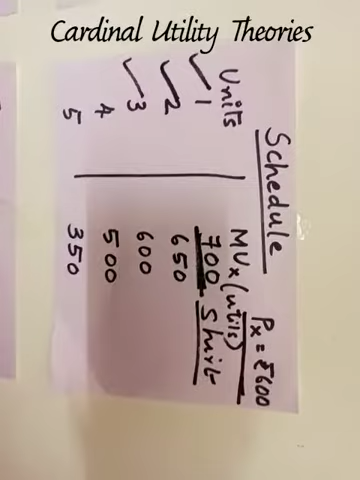 Cardinal Utility Theories
Schedule
Px = ₹600
Units MUx (utils)
✓ 1 700 Shirt
✓ 2 650
✓ 3 600
4 500
5 350